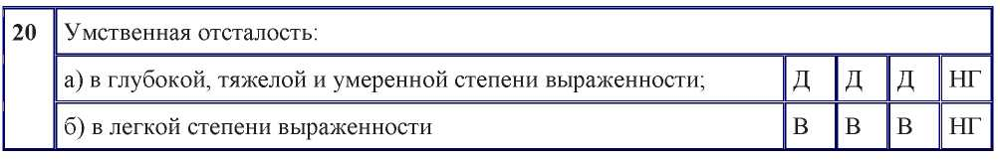 20 Умственная отсталость:
а) в глубокой, тяжелой и умеренной степени выраженности; Д Д Д НГ
б) в легкой степени выраженности В В В НГ